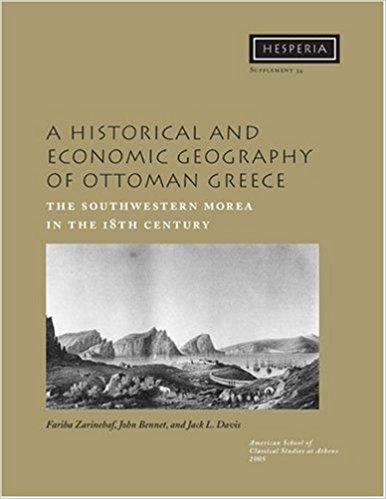 HESPERIA
SUPPLEMENT 34
A HISTORICAL AND
ECONOMIC GEOGRAPHY
OF OTTOMAN GREECE
THE SOUTHWESTERN MOREA
IN THE 18TH CENTURY
Fariba Zarinebaf, John Bennet, and Jack L. Davis
American School of
Classical Studies at Athens
2005